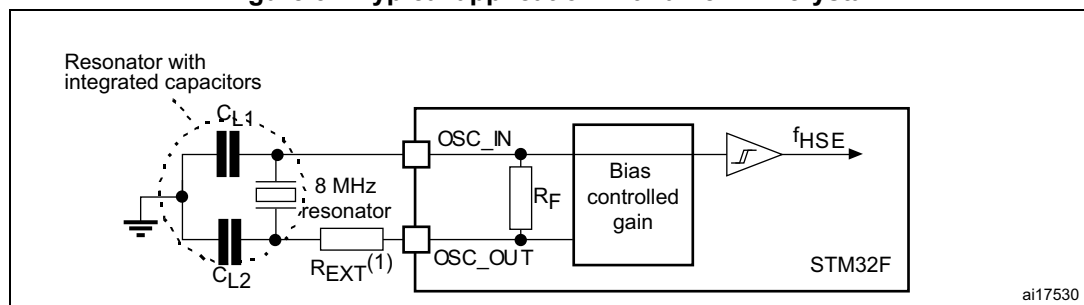 Resonator with
integrated capacitors
CL1
OSC_IN
fHSE
8 MHz
resonator
RF
Bias
controlled
gain
REXT(1)
OSC_OUT
CL2
STM32F
ai17530